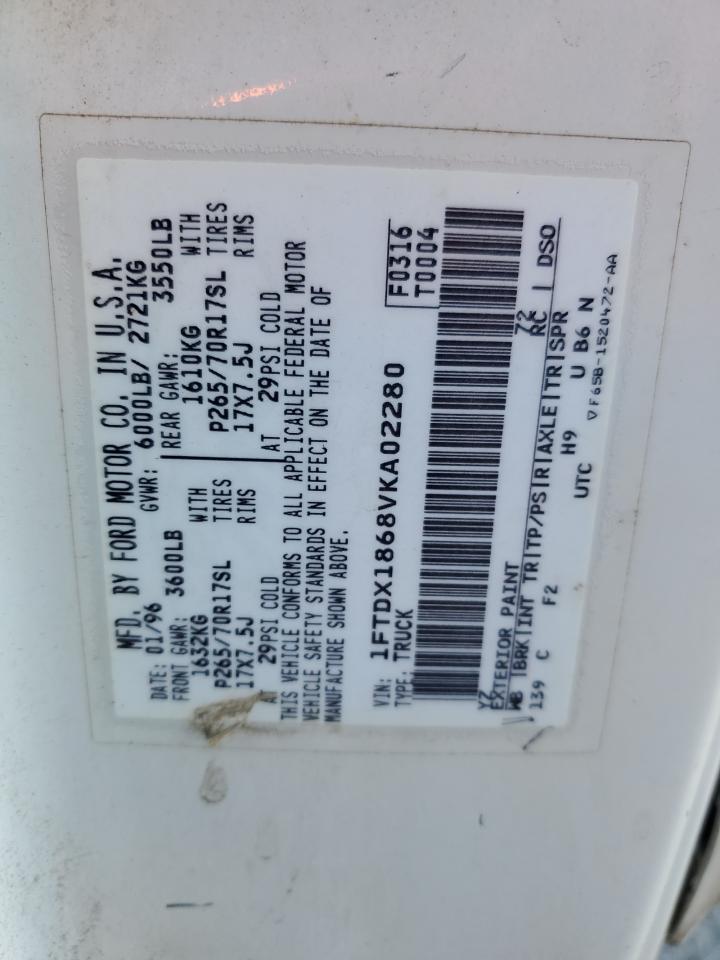 MFD. BY FORD MOTOR CO. IN U.S.A.
DATE: 01/96 GVWR: 6000LB/ 2721KG
FRONT GAWR: 3600LB REAR GAWR: 3550LB
1632KG WITH 1610KG WITH
P265/70R17SL TIRES P265/70R17SL TIRES
17X7.5J RIMS 17X7.5J RIMS
AT 29PSI COLD AT 29PSI COLD
THIS VEHICLE CONFORMS TO ALL APPLICABLE FEDERAL MOTOR
VEHICLE SAFETY STANDARDS IN EFFECT ON THE DATE OF
MANUFACTURE SHOWN ABOVE.
VIN: 1FTDX1868VKA02280 F0316
TYPE: TRUCK T0004
YZ
EXTERIOR PAINT RC DSO
WB |BRK|INT TR|TP/PS|R|AXLE|TR|SPR
139 C F2 H9 U B6 N
UTC
VF65B-1520472-AA